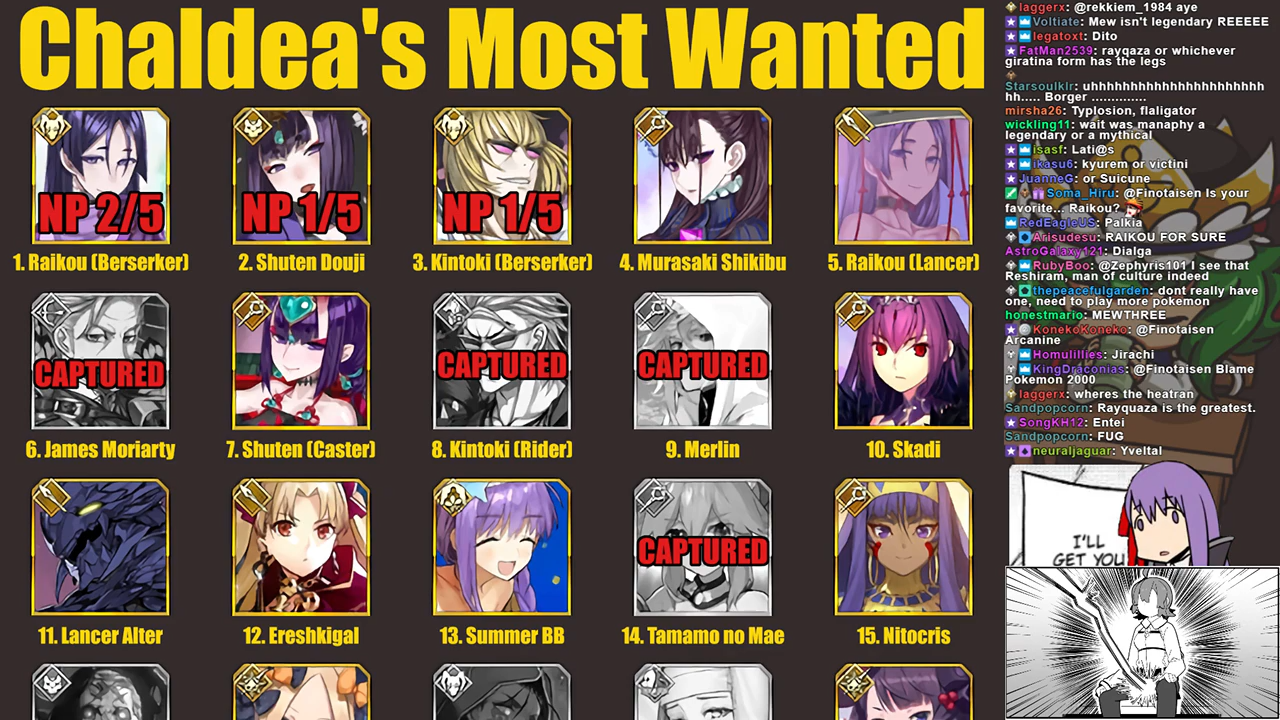 Chaldea's Most Wanted
NP 2/5
NP 1/5
NP 1/5
1. Raikou (Berserker)
2. Shuten Douji
3. Kintoki (Berserker)
4. Murasaki Shikibu
5. Raikou (Lancer)
CAPTURED
CAPTURED
CAPTURED
6. James Moriarty
7. Shuten (Caster)
8. Kintoki (Rider)
9. Merlin
10. Skadi
CAPTURED
11. Lancer Alter
12. Ereshkigal
13. Summer BB
14. Tamamo no Mae
15. Nitocris
laggerx: @rekkiem_1984 aye
Voltiate: Mew isn't legendary REEEEE
legatoxt: Dito
FatMan2539: rayqaza or whichever
giratina form has the legs
Starsoulklr: uhhhhhhhhhhhhhhhhhhhhhh
hh..... Borger ..............
mirsha26: Typlosion, flaligator
wickling11: wait was manaphy a
legendary or a mythical
isasf: Lati@s
ikasu6: kyurem or victini
JuanneG: or Suicune
Soma_Hiru: @Finotaisen Is your
favorite... Raikou?
RedEagleUS: Palkia
Arisudesu: RAIKOU FOR SURE
AstroGalaxy121: Dialga
RubyBoo: @Zephyris101 I see that
Reshiram, man of culture indeed
thepeacefulgarden: dont really have
one, need to play more pokemon
honestmario: MEWTHREE
KonekoKoneko: @Finotaisen
Arcanine
Homulillies: Jirachi
KingDraconias: @Finotaisen Blame
Pokemon 2000
laggerx: wheres the heatran
Sandpopcorn: Rayquaza is the greatest.
SongKH12: Entei
Sandpopcorn: FUG
neuraljaguar: Yveltal
I'LL
GET YOU